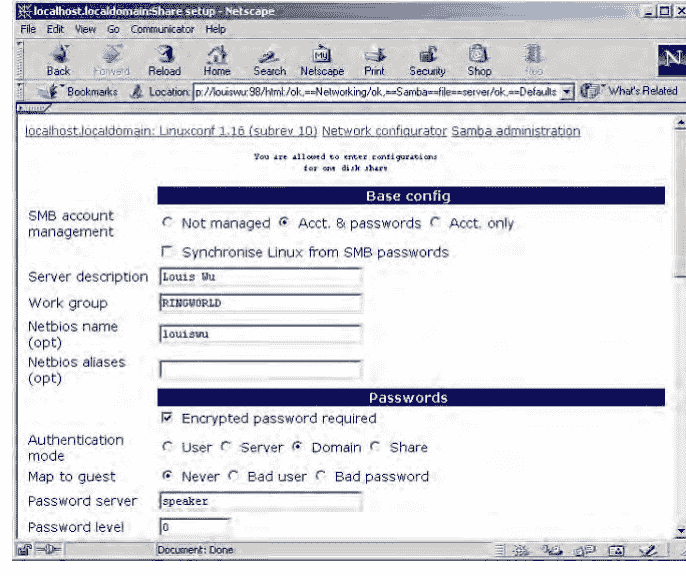 localhost.localdomain:Share setup - Netscape
File Edit View Go Communicator Help
Back Forward Reload Home Search Netscape Print Security Shop Stop
Bookmarks Location: p://louiswu:98/html:/ok,==Networking/ok,==Samba==file==server/ok,==Defaults What's Related
localhost.localdomain: Linuxconf 1.16 (subrev 10) Network configurator Samba administration
You are allowed to enter configurations
for one disk share
Base config
SMB account management Not managed Acct. & passwords Acct. only
Synchronise Linux from SMB passwords
Server description Louis Wu
Work group RINGWORLD
Netbios name (opt) louiswu
Netbios aliases (opt)
Passwords
Encrypted password required
Authentication mode User Server Domain Share
Map to guest Never Bad user Bad password
Password server speaker
Password level 0
Document: Done